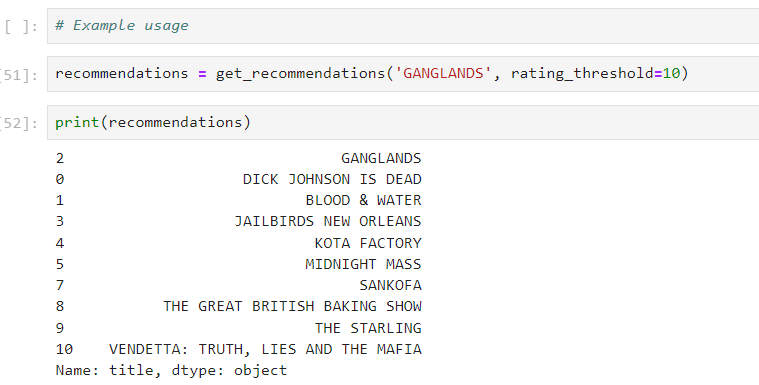 [ ]: # Example usage
[51]: recommendations = get_recommendations('GANGLANDS', rating_threshold=10)
[52]: print(recommendations)
2 GANGLANDS
0 DICK JOHNSON IS DEAD
1 BLOOD & WATER
3 JAILBIRDS NEW ORLEANS
4 KOTA FACTORY
5 MIDNIGHT MASS
7 SANKOFA
8 THE GREAT BRITISH BAKING SHOW
9 THE STARLING
10 VENDETTA: TRUTH, LIES AND THE MAFIA
Name: title, dtype: object